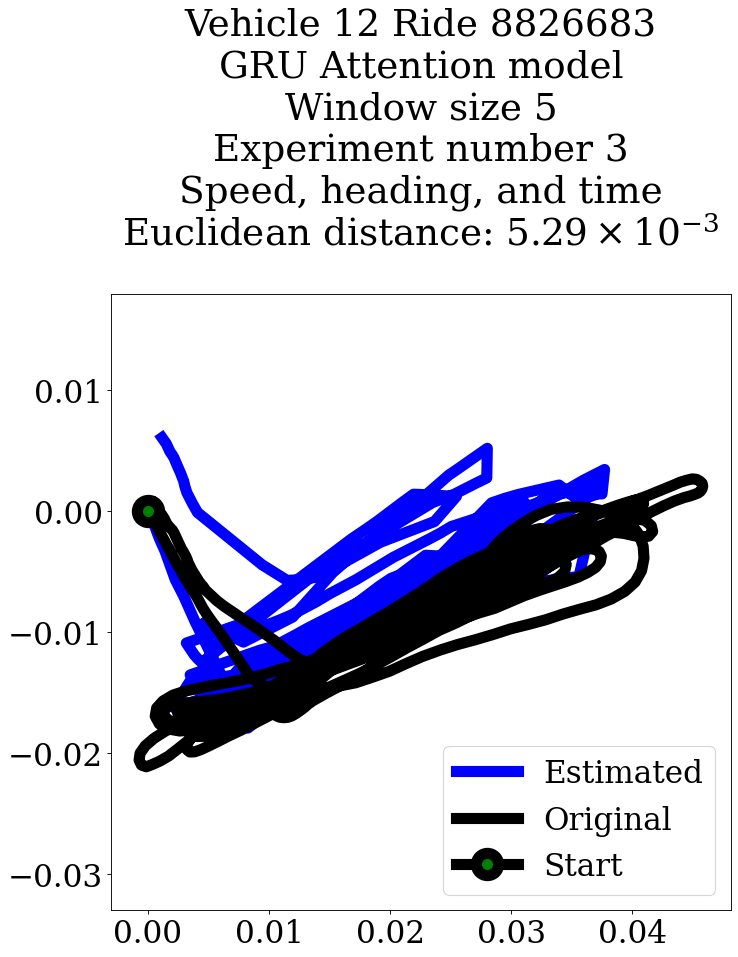 Vehicle 12 Ride 8826683
GRU Attention model
Window size 5
Experiment number 3
Speed, heading, and time
Euclidean distance: 5.29 × 10⁻³
0.01
0.00
−0.01
−0.02
−0.03
Estimated
Original
Start
0.00 0.01 0.02 0.03 0.04